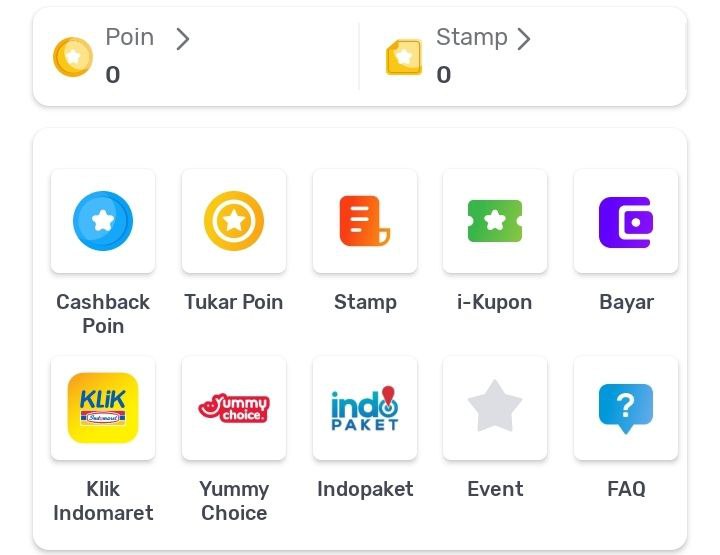 Poin
0
Stamp
0
Cashback Poin
Tukar Poin
Stamp
i-Kupon
Bayar
KLIK
Indomaret
Yummy
choice.
indo
PAKET
?
Klik Indomaret
Yummy Choice
Indopaket
Event
FAQ